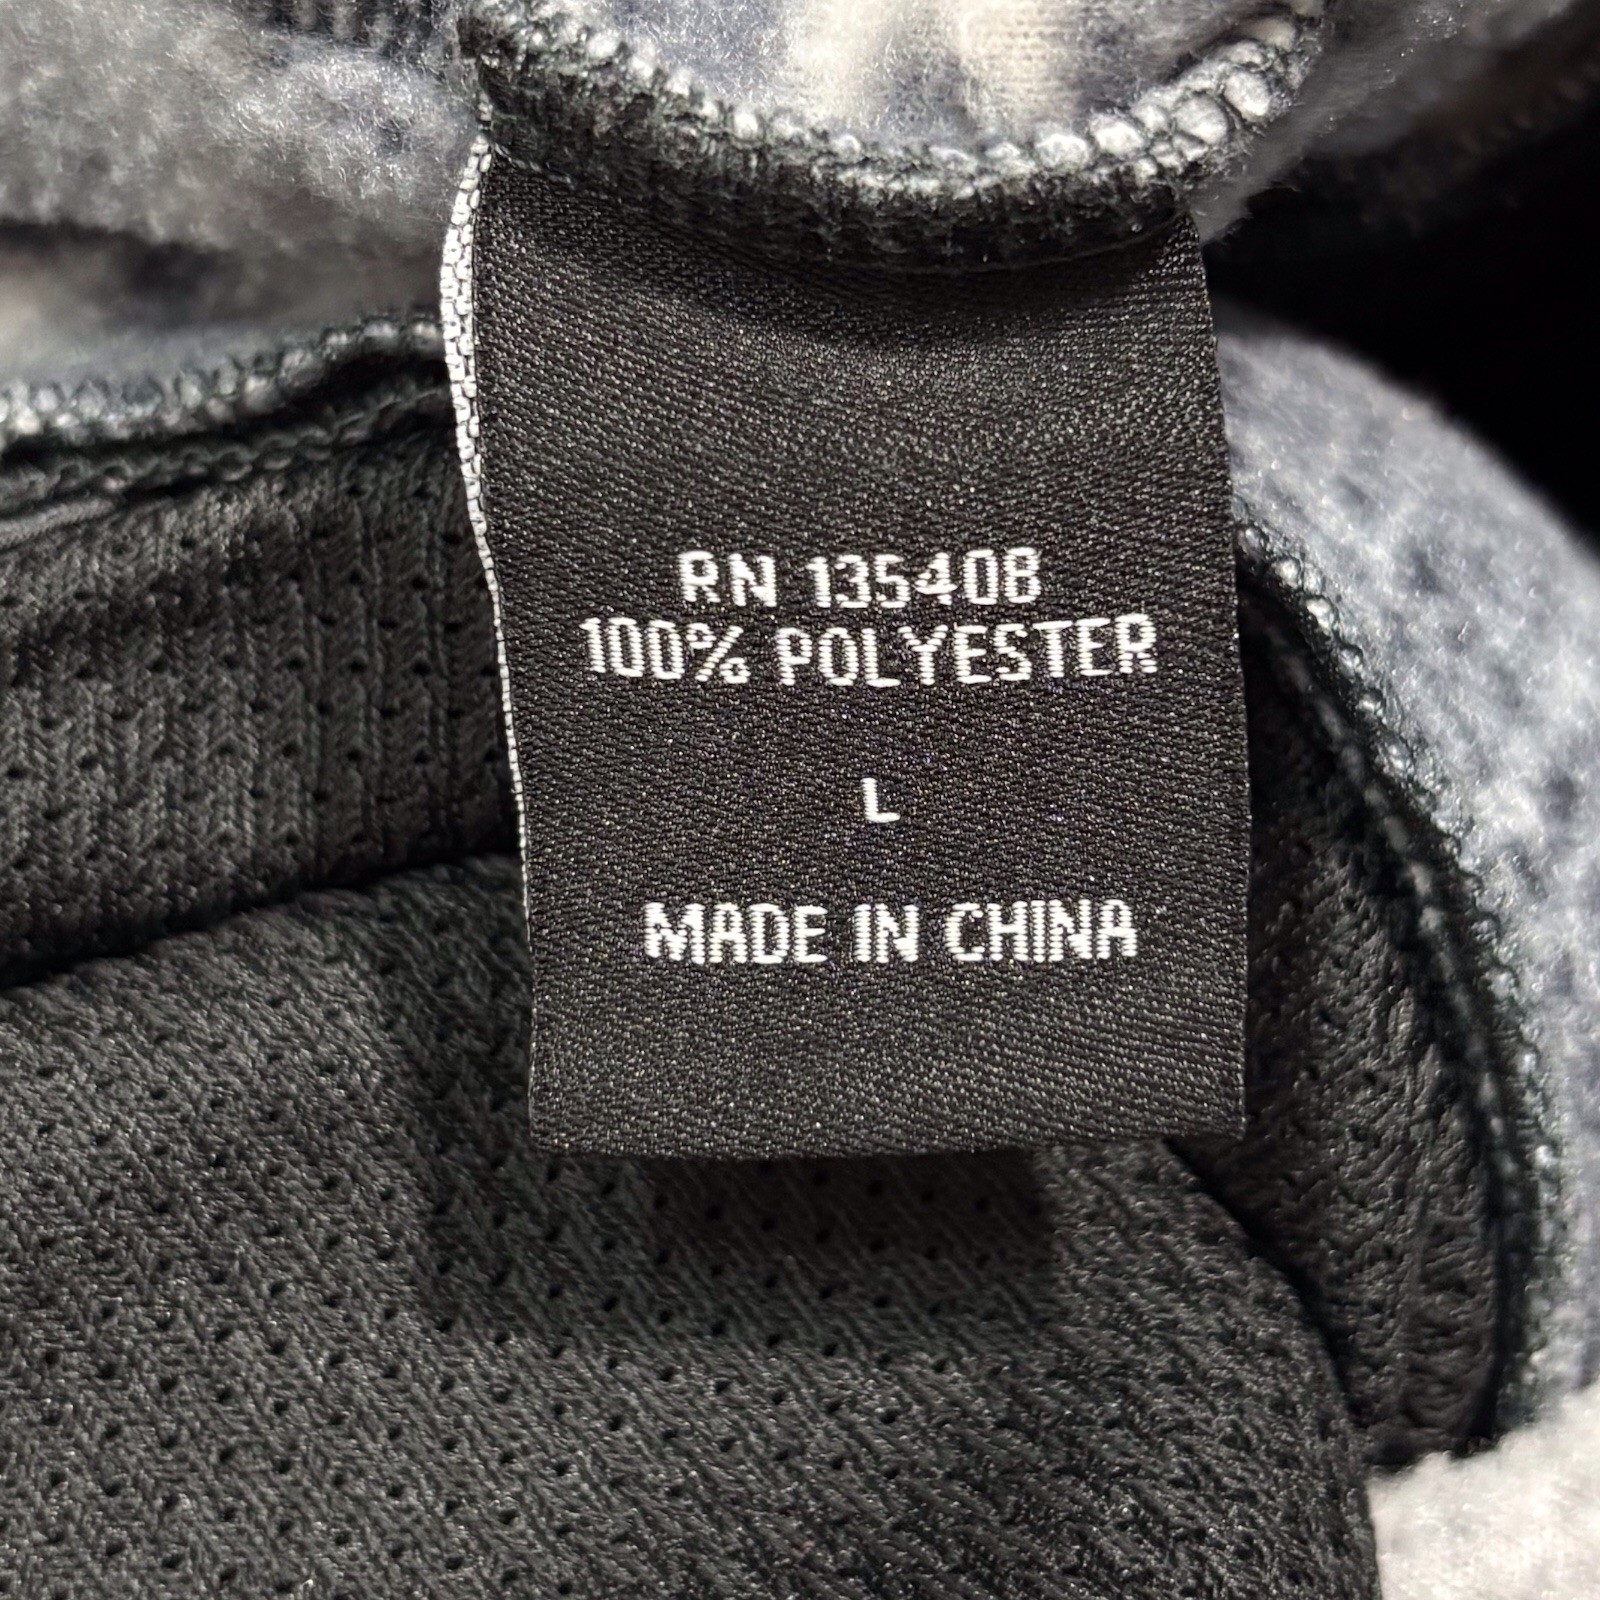 RN 135408
100% POLYESTER
L
MADE IN CHINA